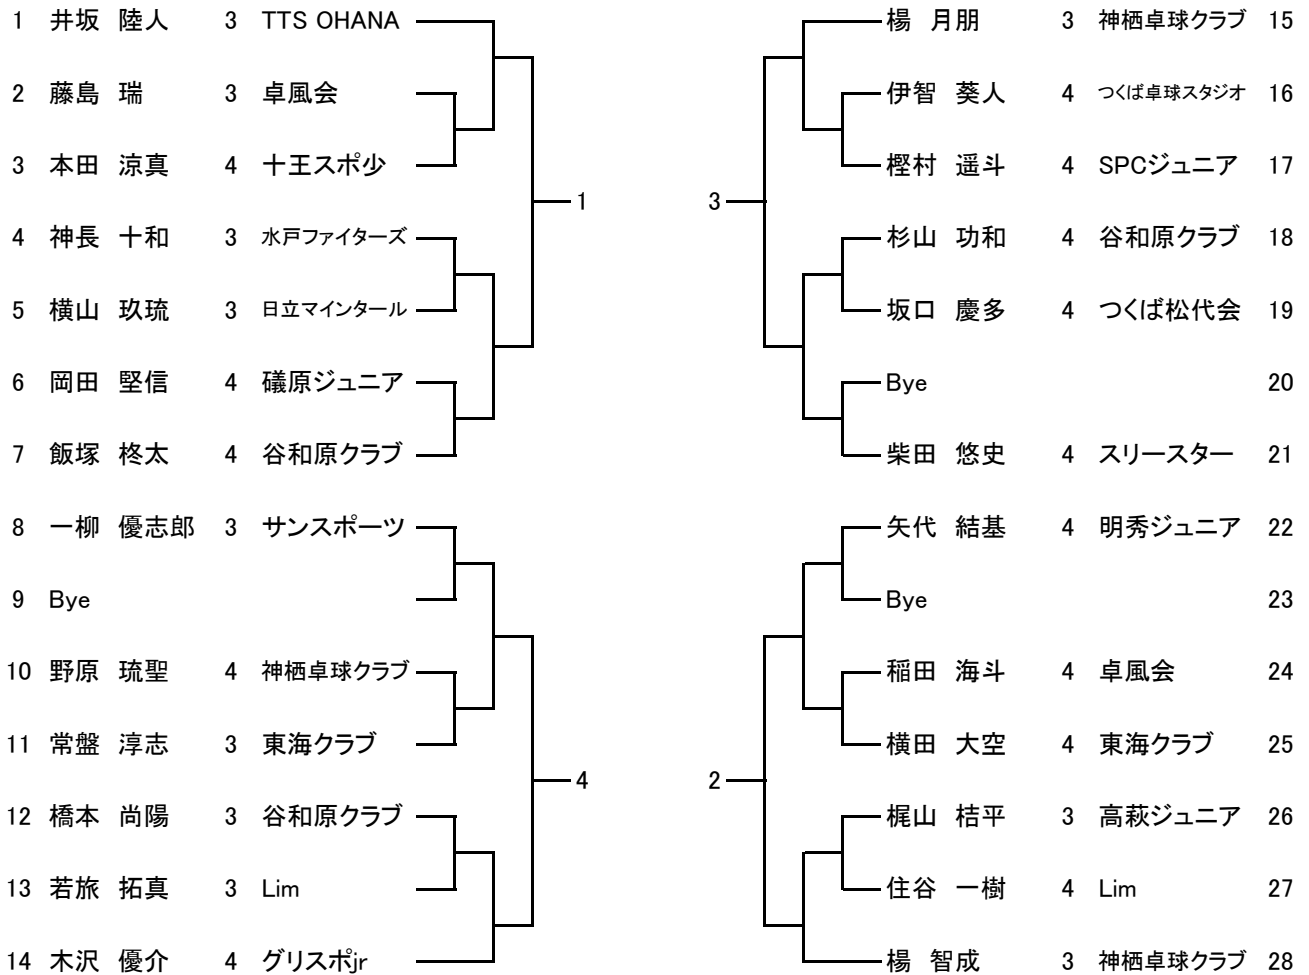 1 井坂 陸人 3 TTS OHANA
2 藤島 瑞 3 卓風会
3 本田 涼真 4 十王スポ少
1
4 神長 十和 3 水戸ファイターズ
5 横山 玖琉 3 日立マインタール
6 岡田 堅信 4 磯原ジュニア
7 飯塚 柊太 4 谷和原クラブ
8 一柳 優志郎 3 サンスポーツ
9 Bye
10 野原 琉聖 4 神栖卓球クラブ
11 常盤 淳志 3 東海クラブ
4
12 橋本 尚陽 3 谷和原クラブ
13 若旅 拓真 3 Lim
14 木沢 優介 4 グリスポjr
楊 月朋 3 神栖卓球クラブ 15
伊智 葵人 4 つくば卓球スタジオ 16
樫村 遥斗 4 SPCジュニア 17
3
杉山 功和 4 谷和原クラブ 18
坂口 慶多 4 つくば松代会 19
Bye 20
柴田 悠史 4 スリースター 21
矢代 結基 4 明秀ジュニア 22
Bye 23
稲田 海斗 4 卓風会 24
横田 大空 4 東海クラブ 25
2
梶山 桔平 3 高萩ジュニア 26
住谷 一樹 4 Lim 27
楊 智成 3 神栖卓球クラブ 28